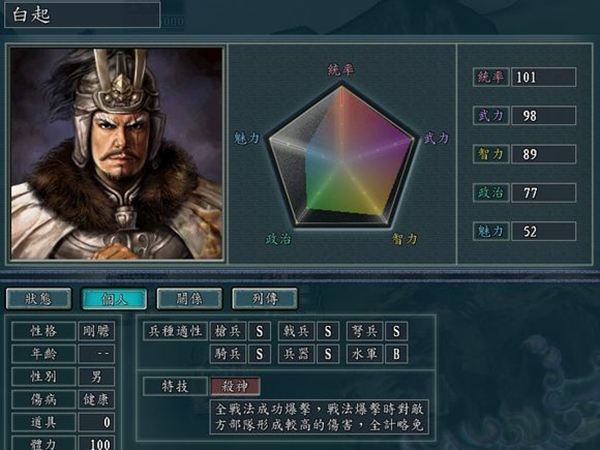 白起
統率
魅力
武力
政治
智力
統率 101
武力 98
智力 89
政治 77
魅力 52
狀態 個人 關係 列傳
性格 剛膽
年齡 --
性別 男
傷病 健康
道具 0
體力 100
兵種適性 槍兵 S 戟兵 S 弩兵 S
騎兵 S 兵器 S 水軍 B
特技 殺神
全戰法成功爆擊，戰法爆擊時對敵
方部隊形成較高的傷害，全計略免